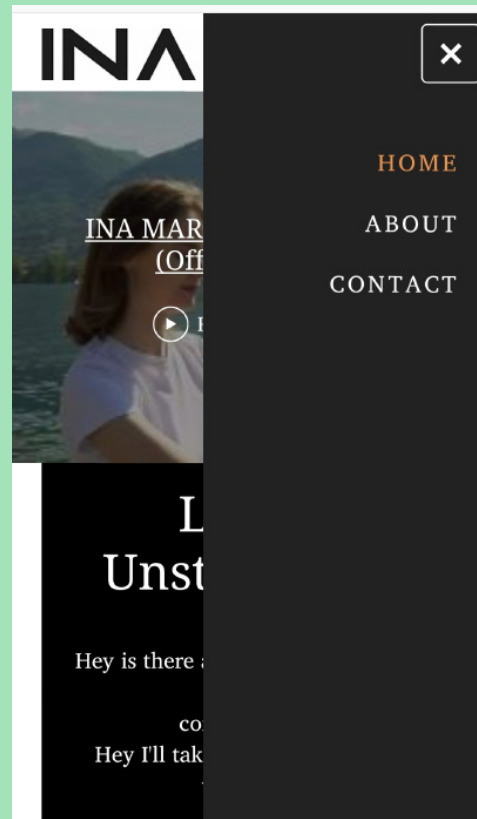 INA
HOME
ABOUT
CONTACT
INA MAR
(Off
L
Unst
Hey is there
co
Hey I'll tak